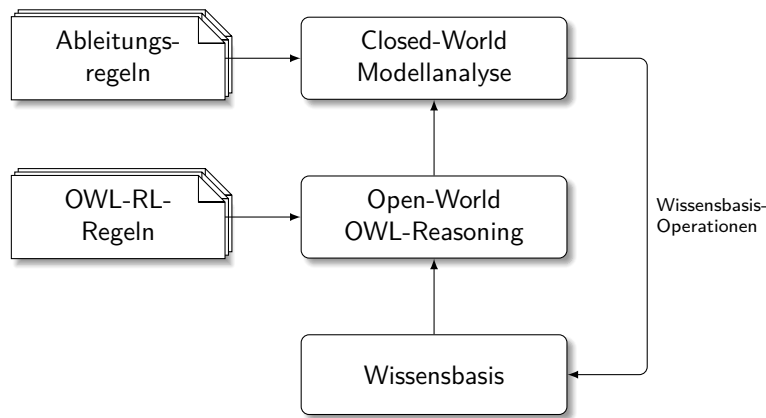 Ableitungs-
regeln
Closed-World
Modellanalyse
OWL-RL-
Regeln
Open-World
OWL-Reasoning
Wissensbasis-
Operationen
Wissensbasis